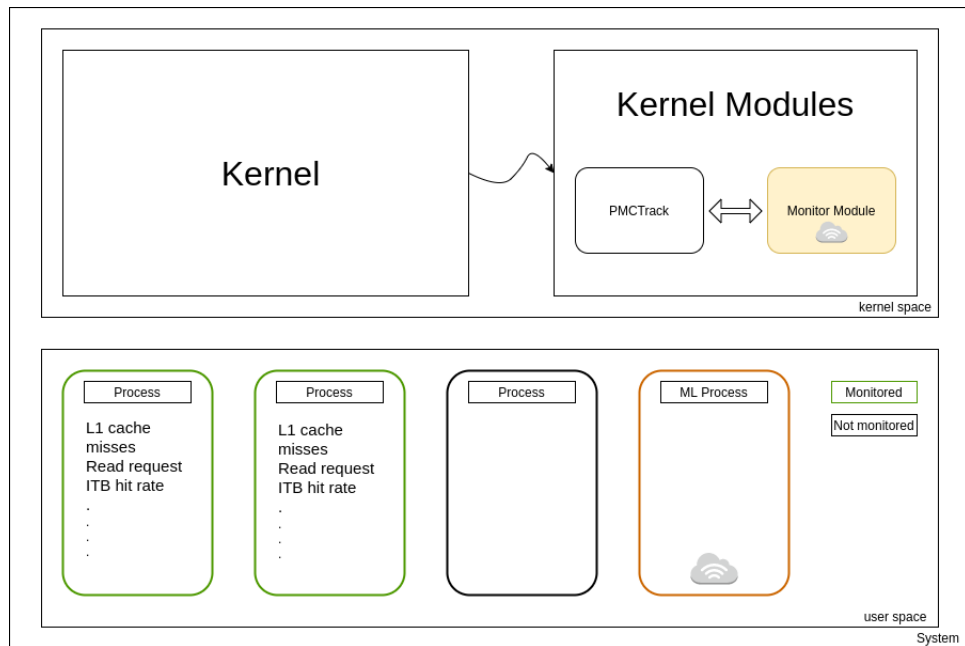 Kernel
Kernel Modules
PMCTrack
Monitor Module
kernel space
Process
L1 cache
misses
Read request
ITB hit rate
.
.
.
.
Process
L1 cache
misses
Read request
ITB hit rate
.
.
.
.
Process
ML Process
Monitored
Not monitored
user space
System